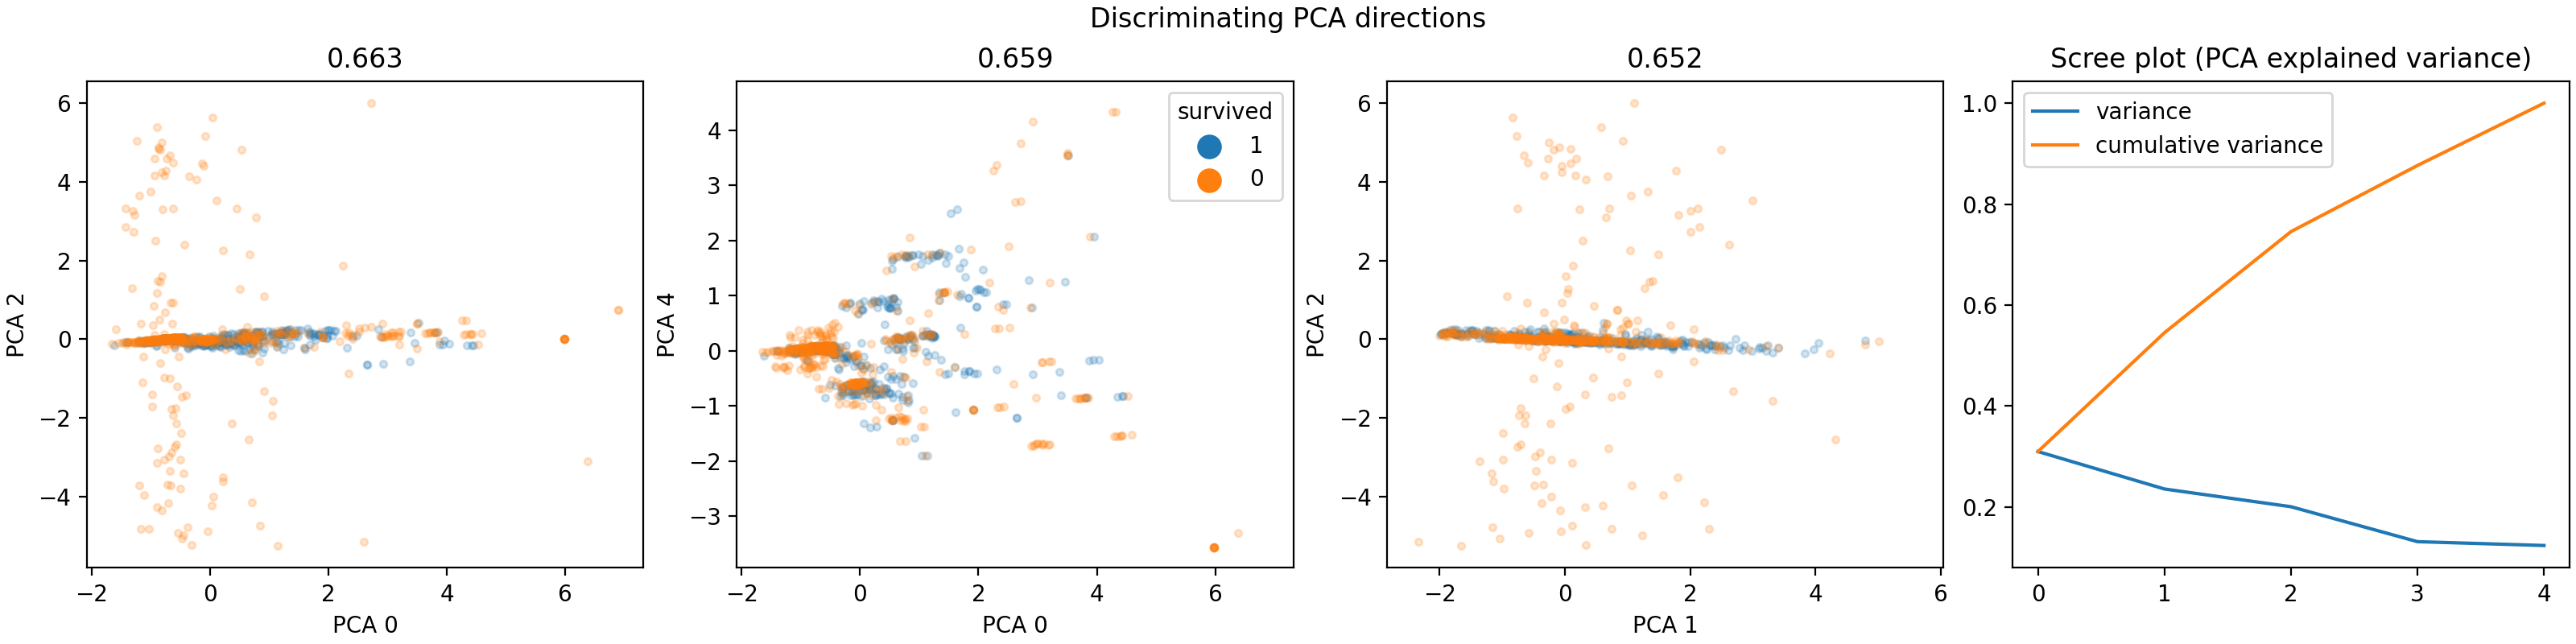 Discriminating PCA directions
0.663
6
4
2
0
−2
−4
PCA 2
−2 0 2 4 6
PCA 0
0.659
survived
1
0
4
3
2
1
0
−1
−2
−3
PCA 4
−2 0 2 4 6
PCA 0
0.652
6
4
2
0
−2
−4
PCA 2
−2 0 2 4 6
PCA 1
Scree plot (PCA explained variance)
variance
cumulative variance
1.0
0.8
0.6
0.4
0.2
0 1 2 3 4